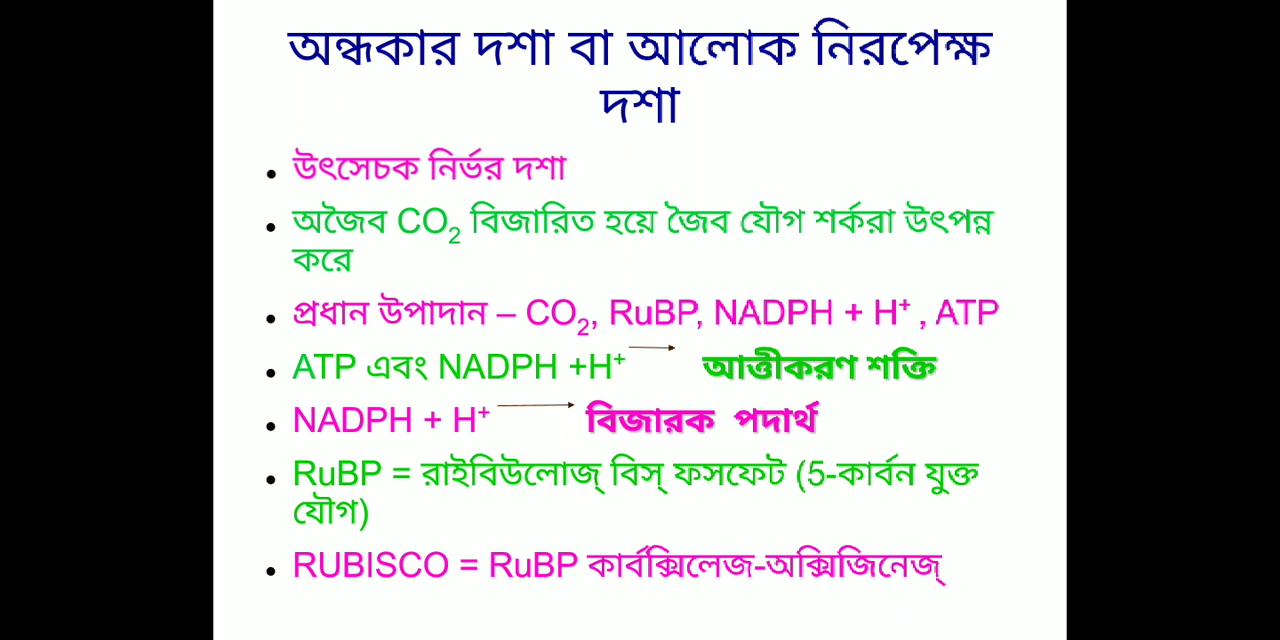 অন্ধকার দশা বা আলোক নিরপেক্ষ
দশা
• উৎসেচক নির্ভর দশা
• অজৈব CO₂ বিজারিত হয়ে জৈব যৌগ শর্করা উৎপন্ন
করে
• প্রধান উপাদান – CO₂, RuBP, NADPH + H⁺ , ATP
• ATP এবং NADPH +H⁺ → আত্তীকরণ শক্তি
• NADPH + H⁺ → বিজারক পদার্থ
• RuBP = রাইবিউলোজ্ বিস্ ফসফেট (5-কার্বন যুক্ত
যৌগ)
• RUBISCO = RuBP কার্বক্সিলেজ-অক্সিজিনেজ্